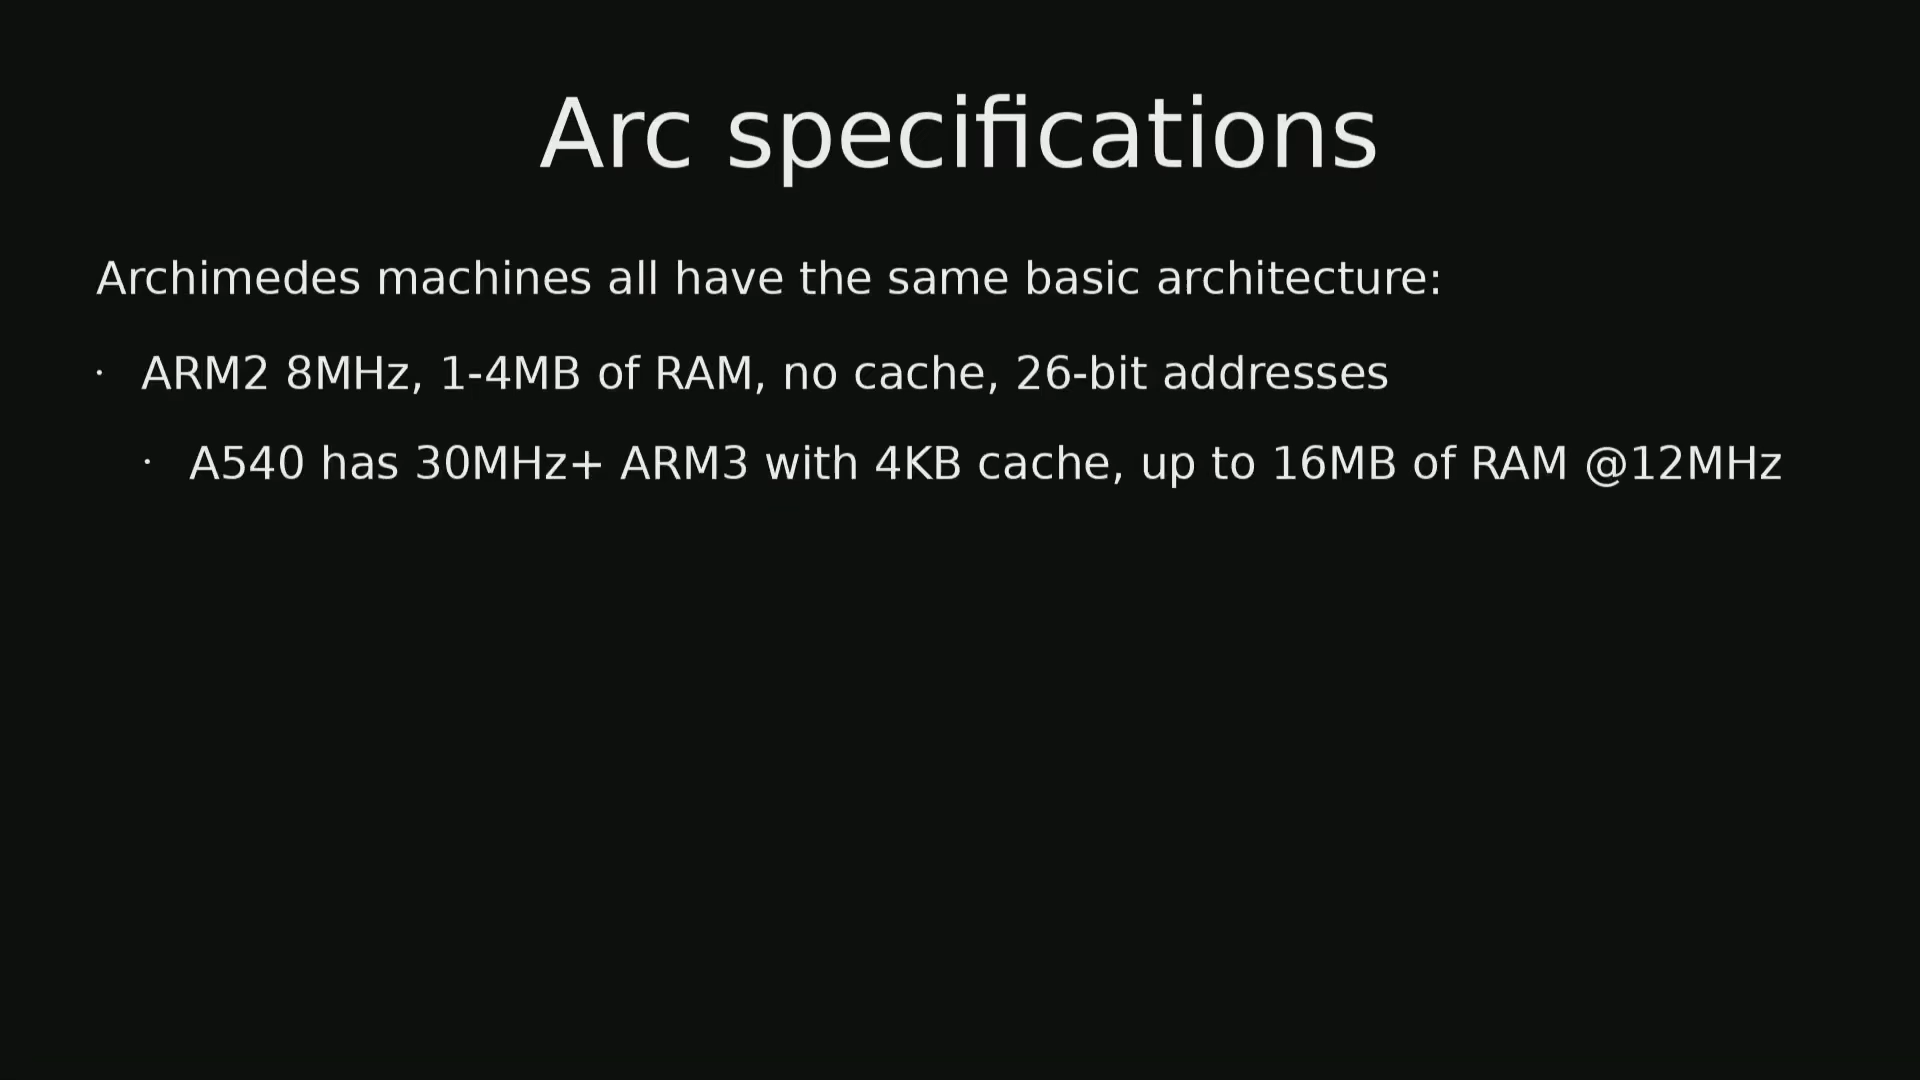 Arc specifications
Archimedes machines all have the same basic architecture:
· ARM2 8MHz, 1-4MB of RAM, no cache, 26-bit addresses
· A540 has 30MHz+ ARM3 with 4KB cache, up to 16MB of RAM @12MHz